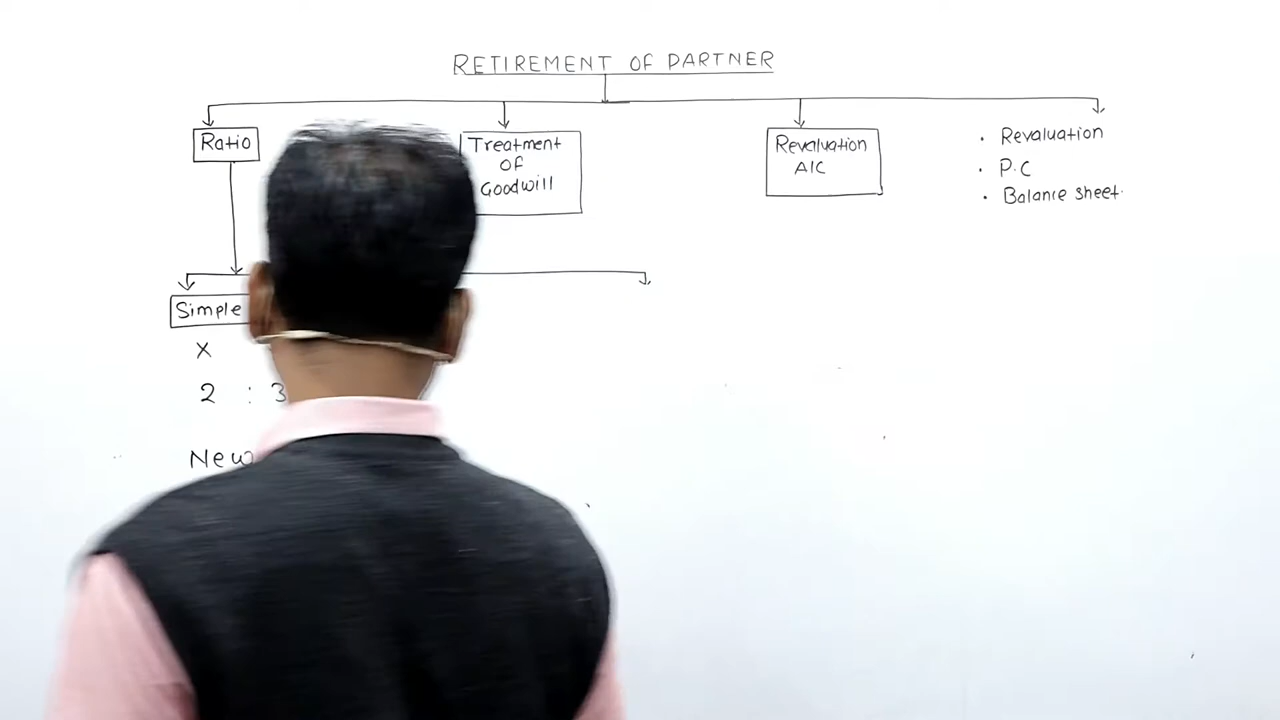 RETIREMENT OF PARTNER
Ratio
Treatment
Of
Goodwill
Revaluation
A/C
• Revaluation
• P.C
• Balance sheet.
Simple
X
2 : 3
New